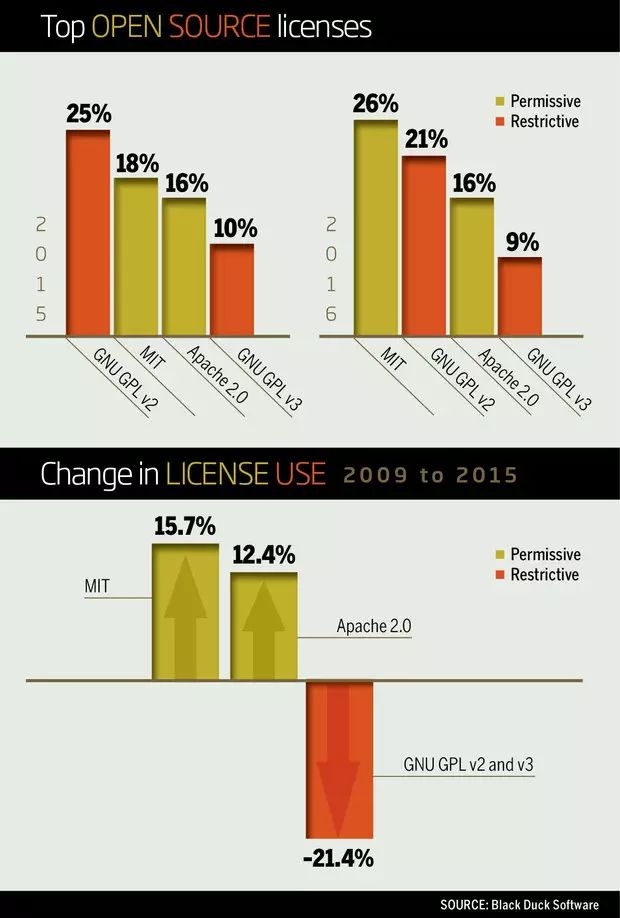 Top OPEN SOURCE licenses
25%
18%
16%
10%
2015
GNU GPL v2
MIT
Apache 2.0
GNU GPL v3
Permissive
Restrictive
26%
21%
16%
9%
2016
MIT
GNU GPL v2
Apache 2.0
GNU GPL v3
Change in LICENSE USE 2009 to 2015
15.7%
12.4%
Permissive
Restrictive
MIT
Apache 2.0
GNU GPL v2 and v3
-21.4%
SOURCE: Black Duck Software